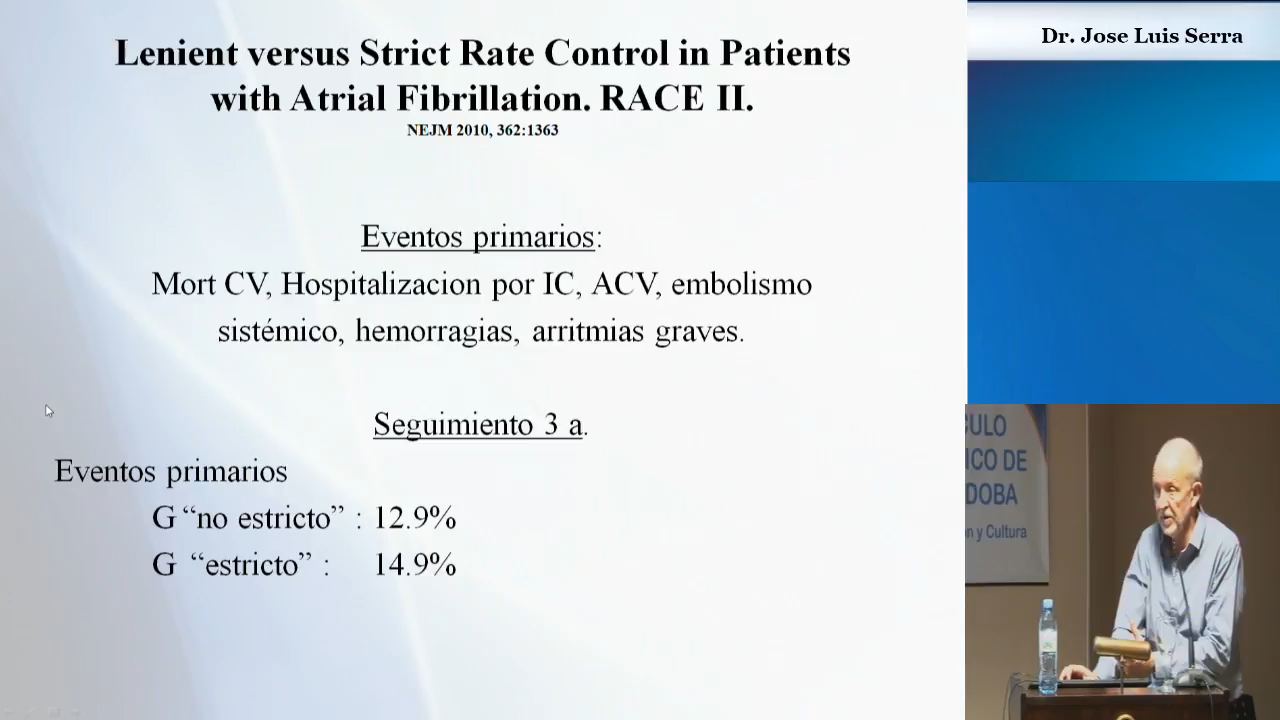 Lenient versus Strict Rate Control in Patients
with Atrial Fibrillation. RACE II.
NEJM 2010, 362:1363
Eventos primarios:
Mort CV, Hospitalizacion por IC, ACV, embolismo
sistémico, hemorragias, arritmias graves.
Seguimiento 3 a.
Eventos primarios
G “no estricto” : 12.9%
G “estricto” : 14.9%
Dr. Jose Luis Serra
CULO
ICO DE
DOBA
n y Cultura